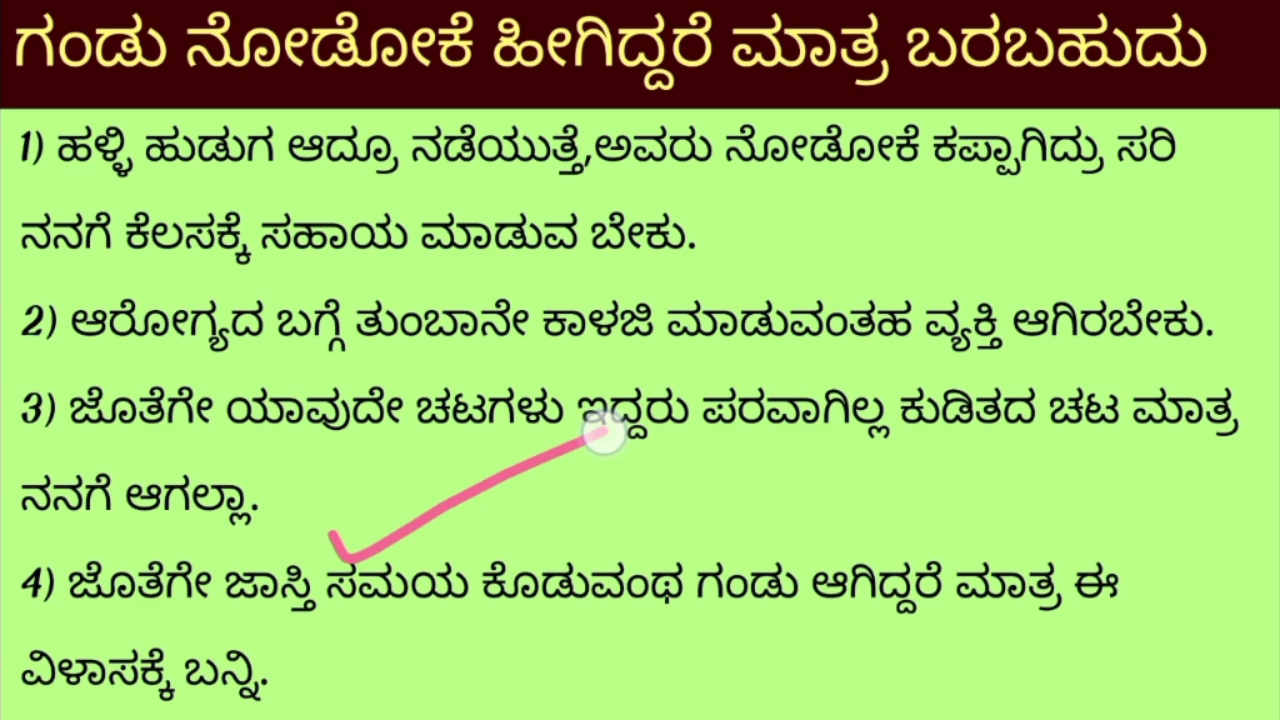 ಗಂಡು ನೋಡೋಕೆ ಹೀಗಿದ್ದರೆ ಮಾತ್ರ ಬರಬಹುದು
1) ಹಳ್ಳಿ ಹುಡುಗ ಆದ್ರೂ ನಡೆಯುತ್ತೆ,ಅವರು ನೋಡೋಕೆ ಕಪ್ಪಾಗಿದ್ರು ಸರಿ
ನನಗೆ ಕೆಲಸಕ್ಕೆ ಸಹಾಯ ಮಾಡುವ ಬೇಕು.
2) ಆರೋಗ್ಯದ ಬಗ್ಗೆ ತುಂಬಾನೇ ಕಾಳಜಿ ಮಾಡುವಂತಹ ವ್ಯಕ್ತಿ ಆಗಿರಬೇಕು.
3) ಜೊತೆಗೇ ಯಾವುದೇ ಚಟಗಳು ಇದ್ದರು ಪರವಾಗಿಲ್ಲ ಕುಡಿತದ ಚಟ ಮಾತ್ರ
ನನಗೆ ಆಗಲ್ಲಾ.
4) ಜೊತೆಗೇ ಜಾಸ್ತಿ ಸಮಯ ಕೊಡುವಂಥ ಗಂಡು ಆಗಿದ್ದರೆ ಮಾತ್ರ ಈ
ವಿಳಾಸಕ್ಕೆ ಬನ್ನಿ.